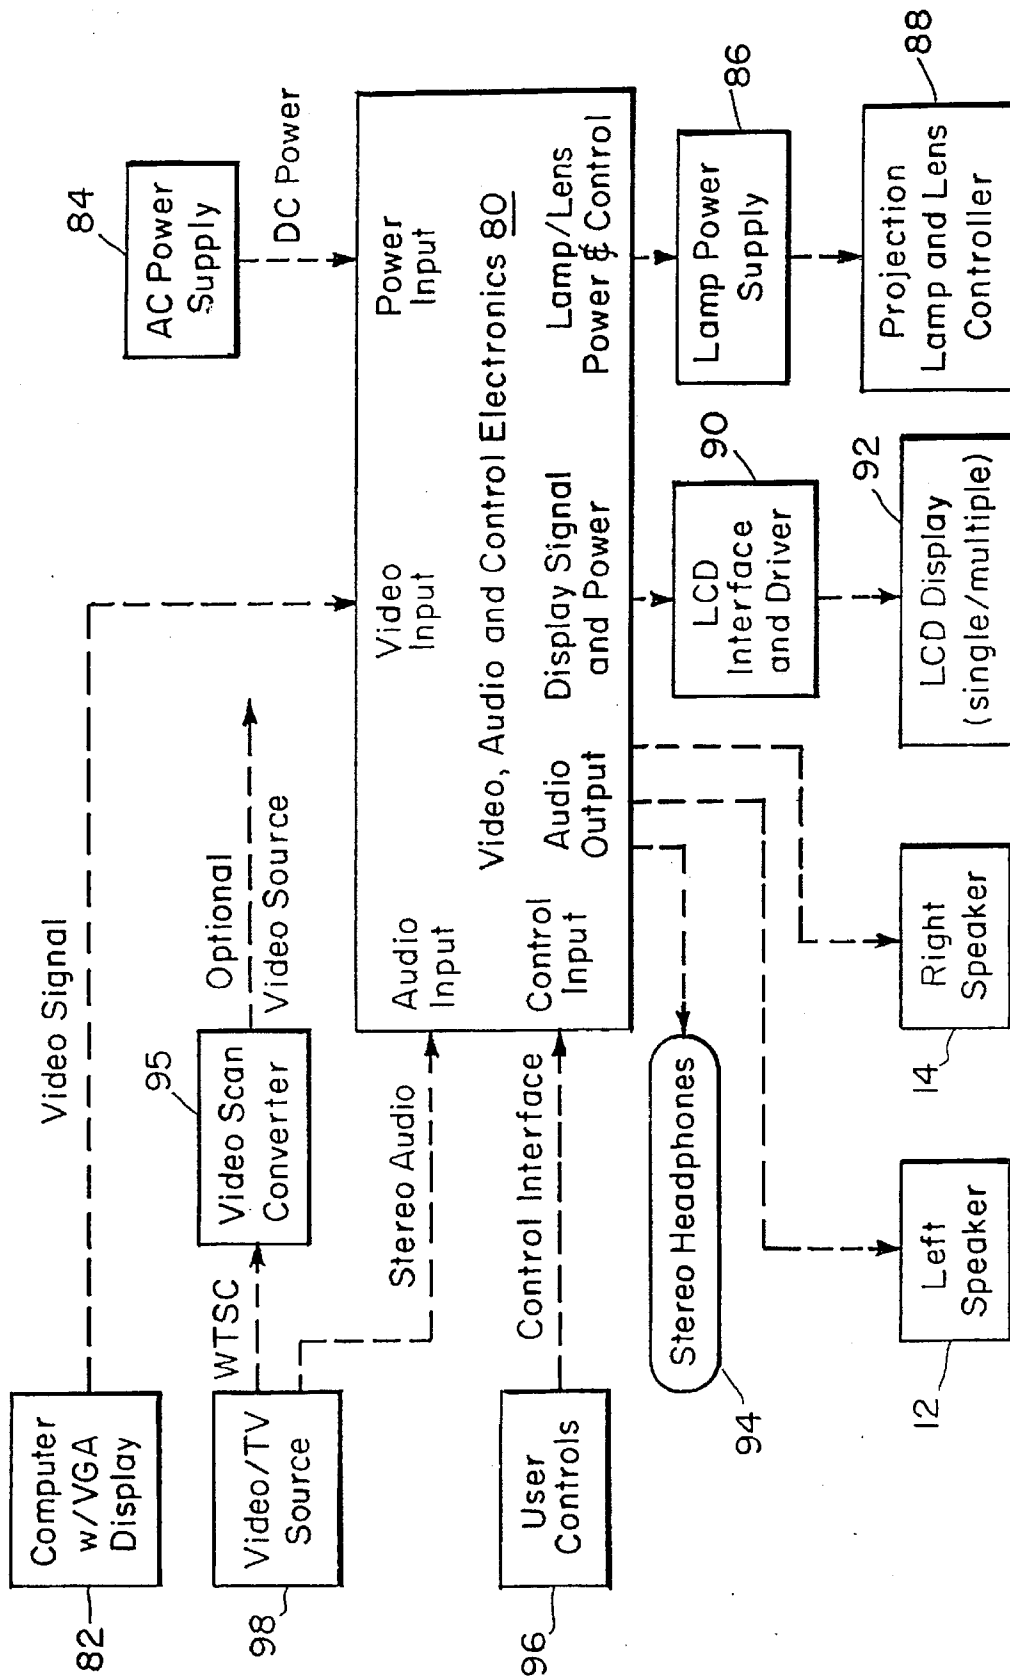 Computer
w/VGA
Display
82
Video Signal
Video/TV
Source
98
WTSC
Video Scan
Converter
95
Optional
Video Source
Stereo Audio
User
Controls
96
Control Interface
AC Power
Supply
84
DC Power
Audio
Input
Video
Input
Power
Input
Video, Audio and Control Electronics 80
Control
Input
Audio
Output
Display Signal
and Power
Lamp/Lens
Power & Control
Stereo Headphones
94
LCD
Interface
and Driver
90
Lamp Power
Supply
86
Left
Speaker
12
Right
Speaker
14
LCD Display
(single/multiple)
92
Projection
Lamp and Lens
Controller
88